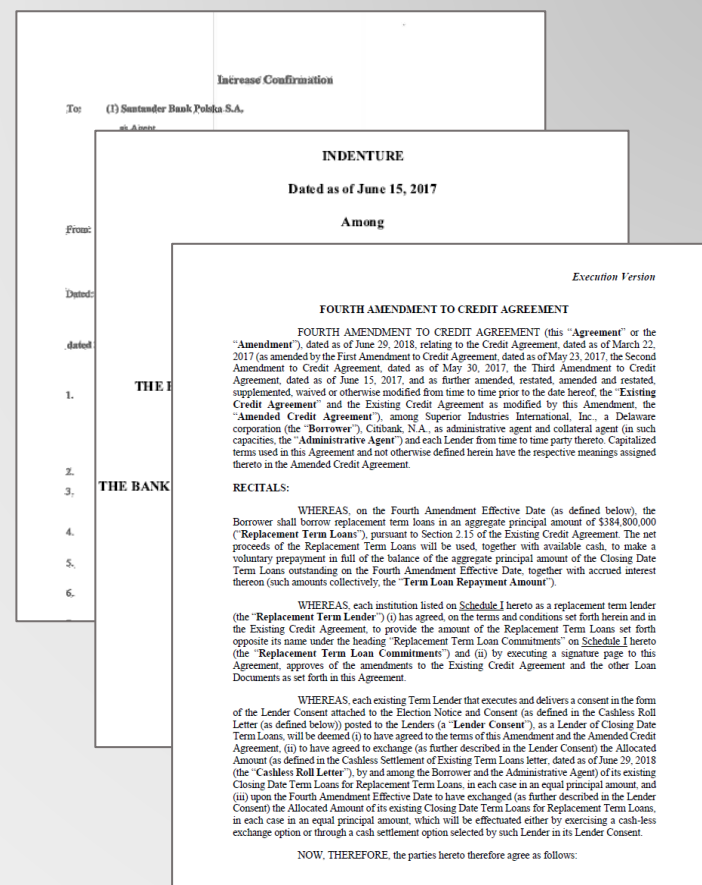 Increase Confirmation
To: (1) Santander Bank Polska S.A.
as Agent
From:
Dated:
dated
1.
2.
3.
4.
5.
6.
INDENTURE
Dated as of June 15, 2017
Among
THE
THE BANK
Execution Version
FOURTH AMENDMENT TO CREDIT AGREEMENT
FOURTH AMENDMENT TO CREDIT AGREEMENT (this “Agreement” or the
“Amendment”), dated as of June 29, 2018, relating to the Credit Agreement, dated as of March 22,
2017 (as amended by the First Amendment to Credit Agreement, dated as of May 23, 2017, the Second
Amendment to Credit Agreement, dated as of May 30, 2017, the Third Amendment to Credit
Agreement, dated as of June 15, 2017, and as further amended, restated, amended and restated,
supplemented, waived or otherwise modified from time to time prior to the date hereof, the “Existing
Credit Agreement” and the Existing Credit Agreement as modified by this Amendment, the
“Amended Credit Agreement”), among Superior Industries International, Inc., a Delaware
corporation (the “Borrower”), Citibank, N.A., as administrative agent and collateral agent (in such
capacities, the “Administrative Agent”) and each Lender from time to time party thereto. Capitalized
terms used in this Agreement and not otherwise defined herein have the respective meanings assigned
thereto in the Amended Credit Agreement.
RECITALS:
WHEREAS, on the Fourth Amendment Effective Date (as defined below), the
Borrower shall borrow replacement term loans in an aggregate principal amount of $384,800,000
(“Replacement Term Loans”), pursuant to Section 2.15 of the Existing Credit Agreement. The net
proceeds of the Replacement Term Loans will be used, together with available cash, to make a
voluntary prepayment in full of the balance of the aggregate principal amount of the Closing Date
Term Loans outstanding on the Fourth Amendment Effective Date, together with accrued interest
thereon (such amounts collectively, the “Term Loan Repayment Amount”).
WHEREAS, each institution listed on Schedule I hereto as a replacement term lender
(the “Replacement Term Lender”) (i) has agreed, on the terms and conditions set forth herein and in
the Existing Credit Agreement, to provide the amount of the Replacement Term Loans set forth
opposite its name under the heading “Replacement Term Loan Commitments” on Schedule I hereto
(the “Replacement Term Loan Commitments”) and (ii) by executing a signature page to this
Agreement, approves of the amendments to the Existing Credit Agreement and the other Loan
Documents as set forth in this Agreement.
WHEREAS, each existing Term Lender that executes and delivers a consent in the form
of the Lender Consent attached to the Election Notice and Consent (as defined in the Cashless Roll
Letter (as defined below)) posted to the Lenders (a “Lender Consent”), as a Lender of Closing Date
Term Loans, will be deemed (i) to have agreed to the terms of this Amendment and the Amended Credit
Agreement, (ii) to have agreed to exchange (as further described in the Lender Consent) the Allocated
Amount (as defined in the Cashless Settlement of Existing Term Loans letter, dated as of June 29, 2018
(the “Cashless Roll Letter”), by and among the Borrower and the Administrative Agent) of its existing
Closing Date Term Loans for Replacement Term Loans, in each case in an equal principal amount, and
(iii) upon the Fourth Amendment Effective Date to have exchanged (as further described in the Lender
Consent) the Allocated Amount of its existing Closing Date Term Loans for Replacement Term Loans,
in each case in an equal principal amount, which will be effectuated either by exercising a cash-less
exchange option or through a cash settlement option selected by such Lender in its Lender Consent.
NOW, THEREFORE, the parties hereto therefore agree as follows: